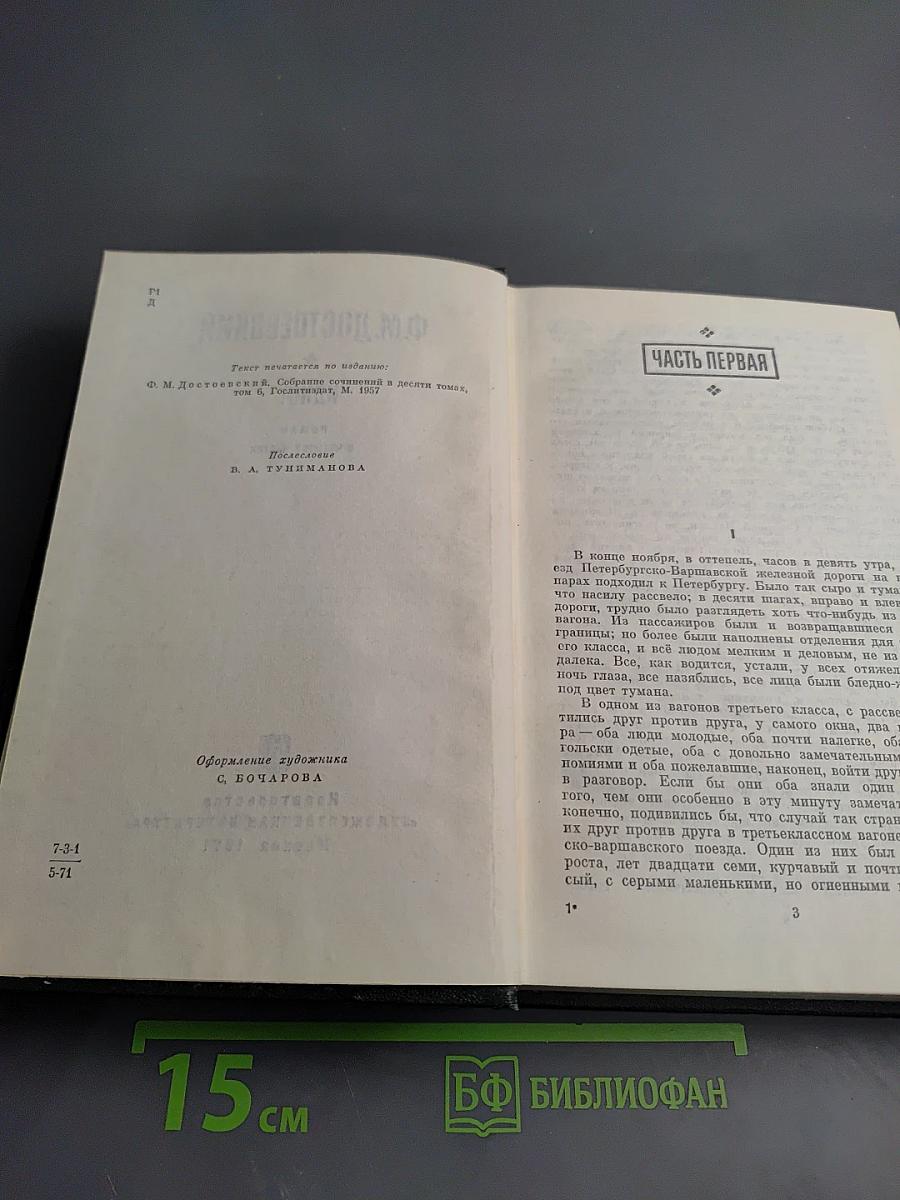 Р1
Д
Текст печатается по изданию:
Ф. М. Достоевский, Собрание сочинений в десяти томах,
том 6, Гослитиздат, М. 1957
Послесловие
В. А. ТУНИМАНОВА
Оформление художника
С. БОЧАРОВА
7-3-1
5-71
ЧАСТЬ ПЕРВАЯ
I
В конце ноября, в оттепель, часов в девять утра,
езд Петербургско-Варшавской железной дороги на
парах подходил к Петербургу. Было так сыро и тума
что насилу рассвело; в десяти шагах, вправо и влев
дороги, трудно было разглядеть хоть что-нибудь из
вагона. Из пассажиров были и возвращавшиеся
границы; но более были наполнены отделения для
его класса, и всё людом мелким и деловым, не из
далека. Все, как водится, устали, у всех отяжел
ночь глаза, все назяблись, все лица были бледно-ж
под цвет тумана.
В одном из вагонов третьего класса, с рассве
тились друг против друга, у самого окна, два п
ра — оба люди молодые, оба почти налегке, оба
гольски одетые, оба с довольно замечательным
номиями и оба пожелавшие, наконец, войти друг
в разговор. Если бы они оба знали один
гого, чем они особенно в эту минуту замечат
конечно, подивились бы, что случай так стран
их друг против друга в третьеклассном вагоне
ско-варшавского поезда. Один из них был
роста, лет двадцати семи, курчавый и почти
сый, с серыми маленькими, но огненными
1*
3
15 см
БФ БИБЛИОФАН